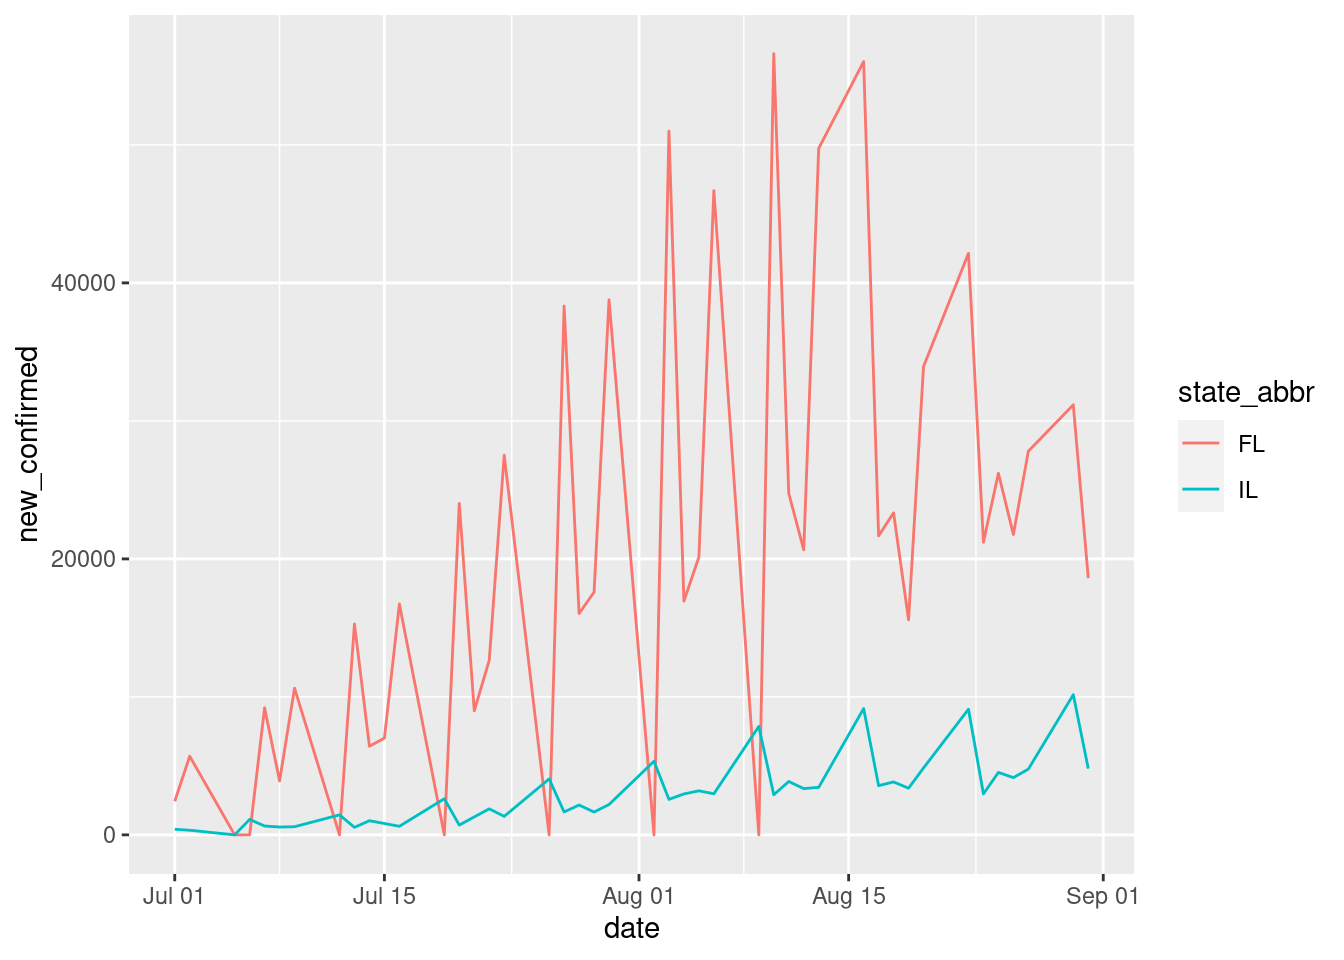 new_confirmed
40000
20000
0
Jul 01
Jul 15
Aug 01
Aug 15
Sep 01
date
state_abbr
FL
IL